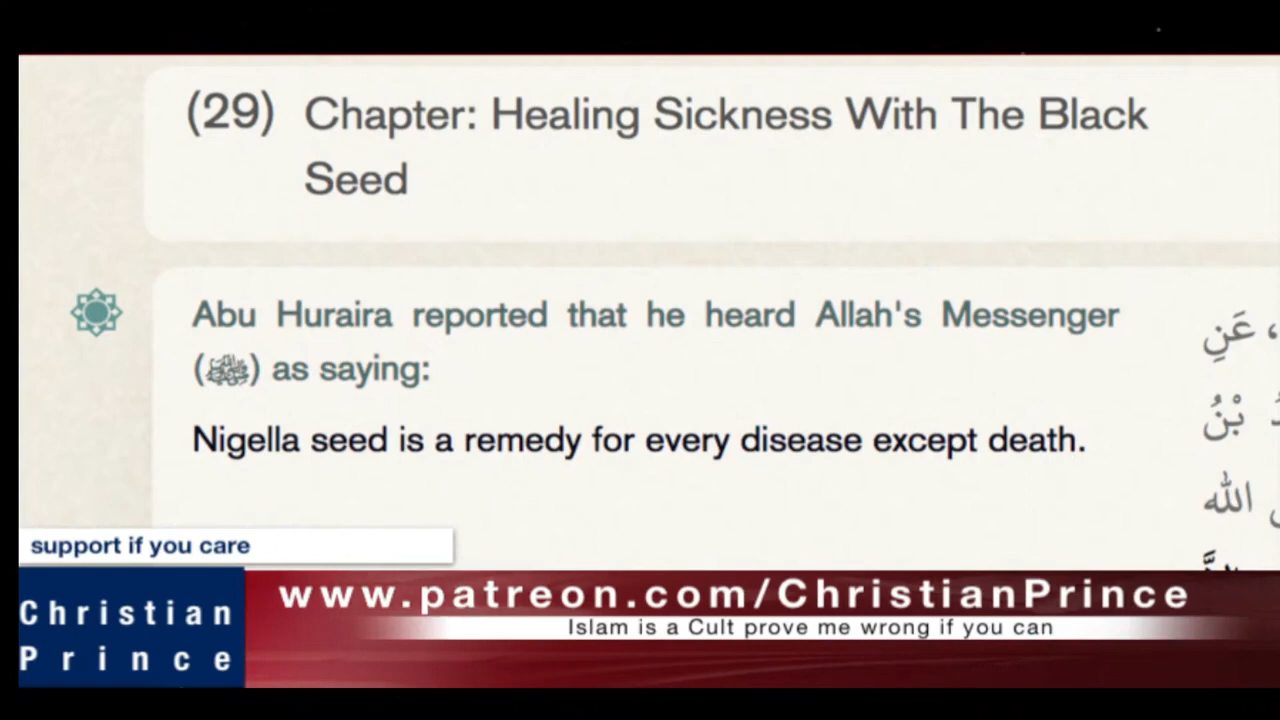 (29) Chapter: Healing Sickness With The Black
Seed
Abu Huraira reported that he heard Allah's Messenger
(ﷺ) as saying:
Nigella seed is a remedy for every disease except death.
، عَنِ
بْنُ
الله
support if you care
Christian
Prince
www.patreon.com/ChristianPrince
Islam is a Cult prove me wrong if you can